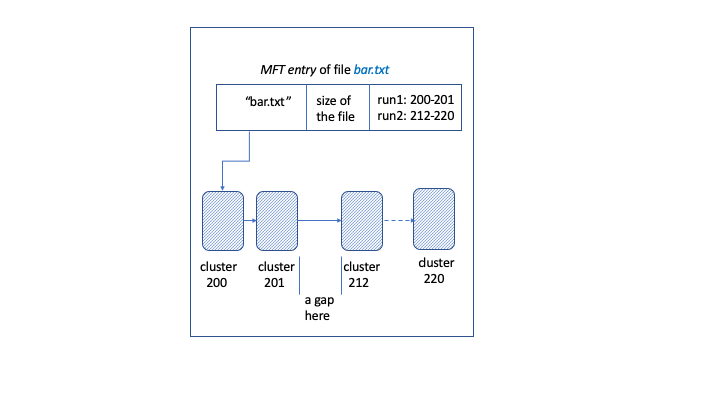 MFT entry of file bar.txt
“bar.txt”
size of
the file
run1: 200-201
run2: 212-220
cluster
200
cluster
201
cluster
212
cluster
220
a gap
here